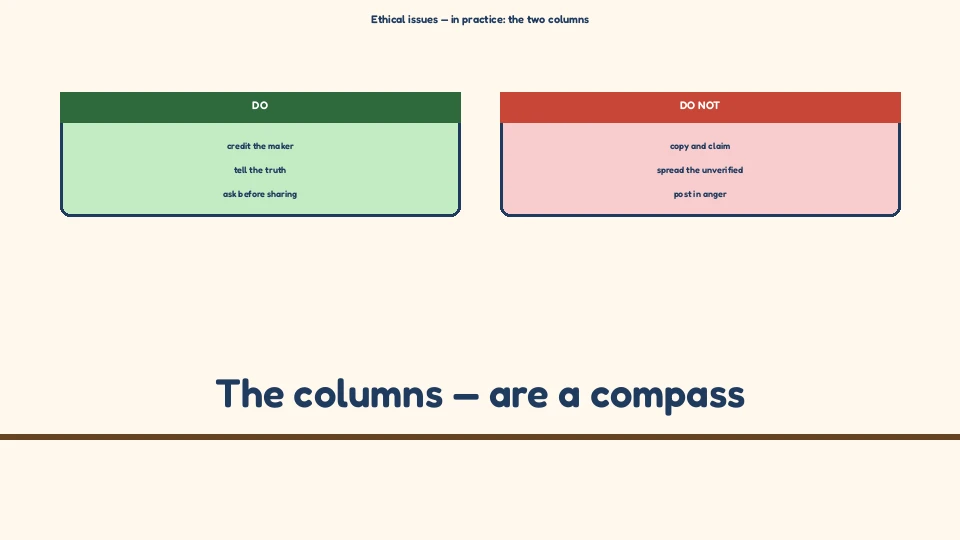 Ethical issues — in practice: the two columns
DO
credit the maker
tell the truth
ask before sharing
DO NOT
copy and claim
spread the unverified
post in anger
The columns — are a compass